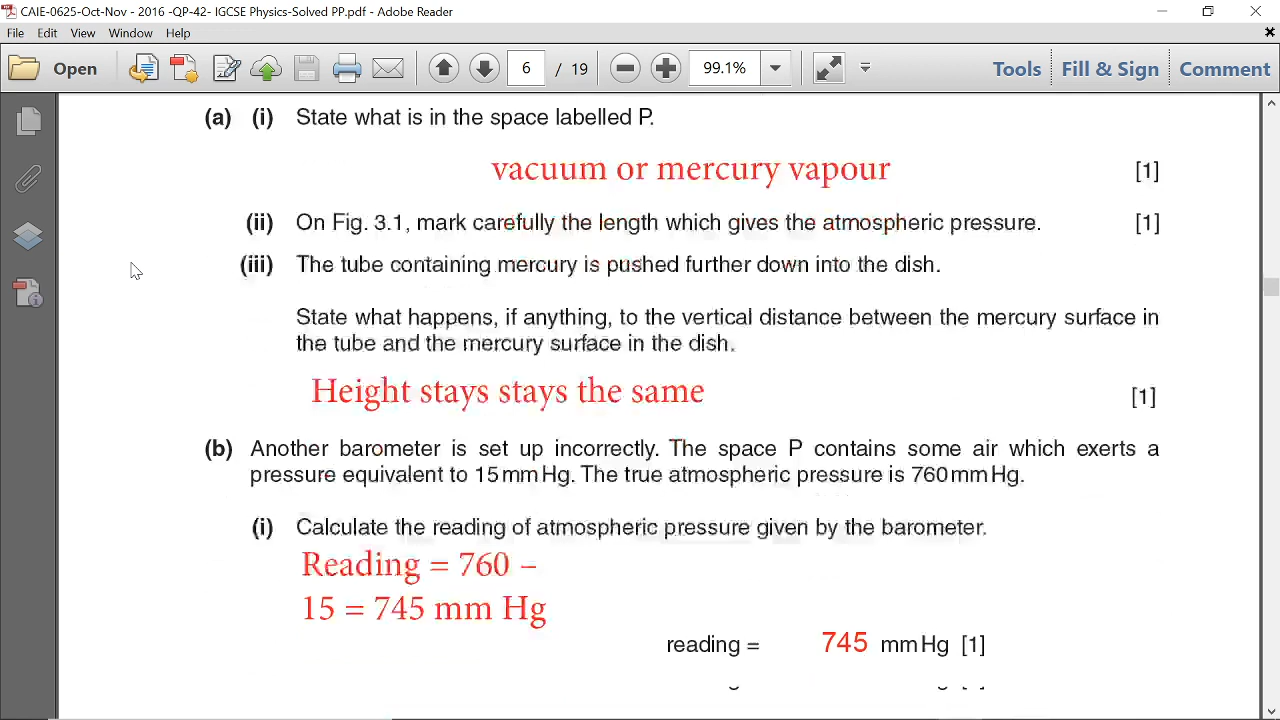 CAIE-0625-Oct-Nov - 2016 -QP-42- IGCSE Physics-Solved PP.pdf - Adobe Reader
File Edit View Window Help
Open 6 / 19 99.1% Tools Fill & Sign Comment
(a) (i) State what is in the space labelled P.
vacuum or mercury vapour [1]
(ii) On Fig. 3.1, mark carefully the length which gives the atmospheric pressure. [1]
(iii) The tube containing mercury is pushed further down into the dish.
State what happens, if anything, to the vertical distance between the mercury surface in
the tube and the mercury surface in the dish.
Height stays stays the same [1]
(b) Another barometer is set up incorrectly. The space P contains some air which exerts a
pressure equivalent to 15 mm Hg. The true atmospheric pressure is 760 mm Hg.
(i) Calculate the reading of atmospheric pressure given by the barometer.
Reading = 760 –
15 = 745 mm Hg
reading = 745 mm Hg [1]